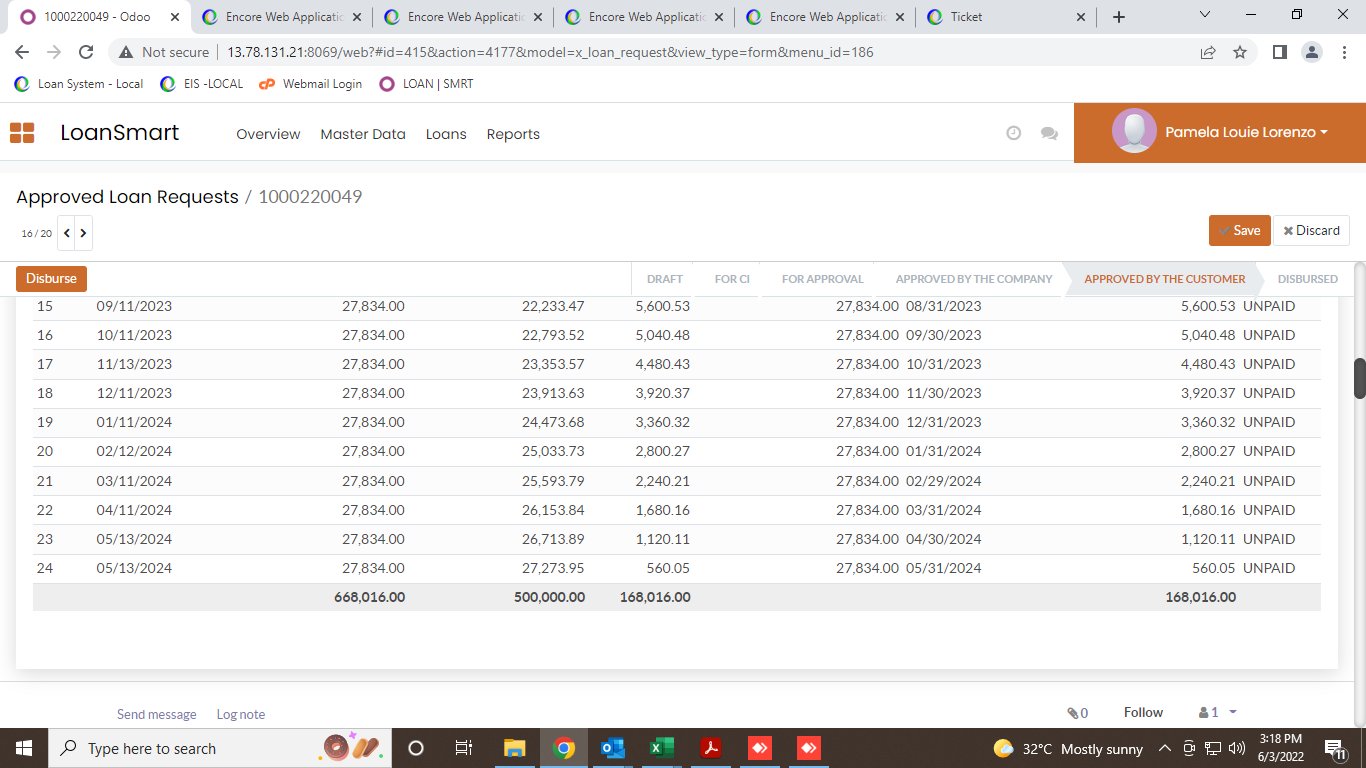 1000220049 - Odoo
Encore Web Applicatic
Encore Web Applicatic
Encore Web Applicatic
Encore Web Applicatic
Ticket
Not secure | 13.78.131.21:8069/web?#id=415&action=4177&model=x_loan_request&view_type=form&menu_id=186
Loan System - Local
EIS -LOCAL
Webmail Login
LOAN | SMRT
LoanSmart Overview Master Data Loans Reports Pamela Louie Lorenzo
Approved Loan Requests / 1000220049
16 / 20 Save Discard
Disburse DRAFT FOR CI FOR APPROVAL APPROVED BY THE COMPANY APPROVED BY THE CUSTOMER DISBURSED
15 09/11/2023 27,834.00 22,233.47 5,600.53 27,834.00 08/31/2023 5,600.53 UNPAID
16 10/11/2023 27,834.00 22,793.52 5,040.48 27,834.00 09/30/2023 5,040.48 UNPAID
17 11/13/2023 27,834.00 23,353.57 4,480.43 27,834.00 10/31/2023 4,480.43 UNPAID
18 12/11/2023 27,834.00 23,913.63 3,920.37 27,834.00 11/30/2023 3,920.37 UNPAID
19 01/11/2024 27,834.00 24,473.68 3,360.32 27,834.00 12/31/2023 3,360.32 UNPAID
20 02/12/2024 27,834.00 25,033.73 2,800.27 27,834.00 01/31/2024 2,800.27 UNPAID
21 03/11/2024 27,834.00 25,593.79 2,240.21 27,834.00 02/29/2024 2,240.21 UNPAID
22 04/11/2024 27,834.00 26,153.84 1,680.16 27,834.00 03/31/2024 1,680.16 UNPAID
23 05/13/2024 27,834.00 26,713.89 1,120.11 27,834.00 04/30/2024 1,120.11 UNPAID
24 05/13/2024 27,834.00 27,273.95 560.05 27,834.00 05/31/2024 560.05 UNPAID
668,016.00 500,000.00 168,016.00 168,016.00
Send message Log note 0 Follow 1
Type here to search 32°C Mostly sunny 3:18 PM
6/3/2022 11